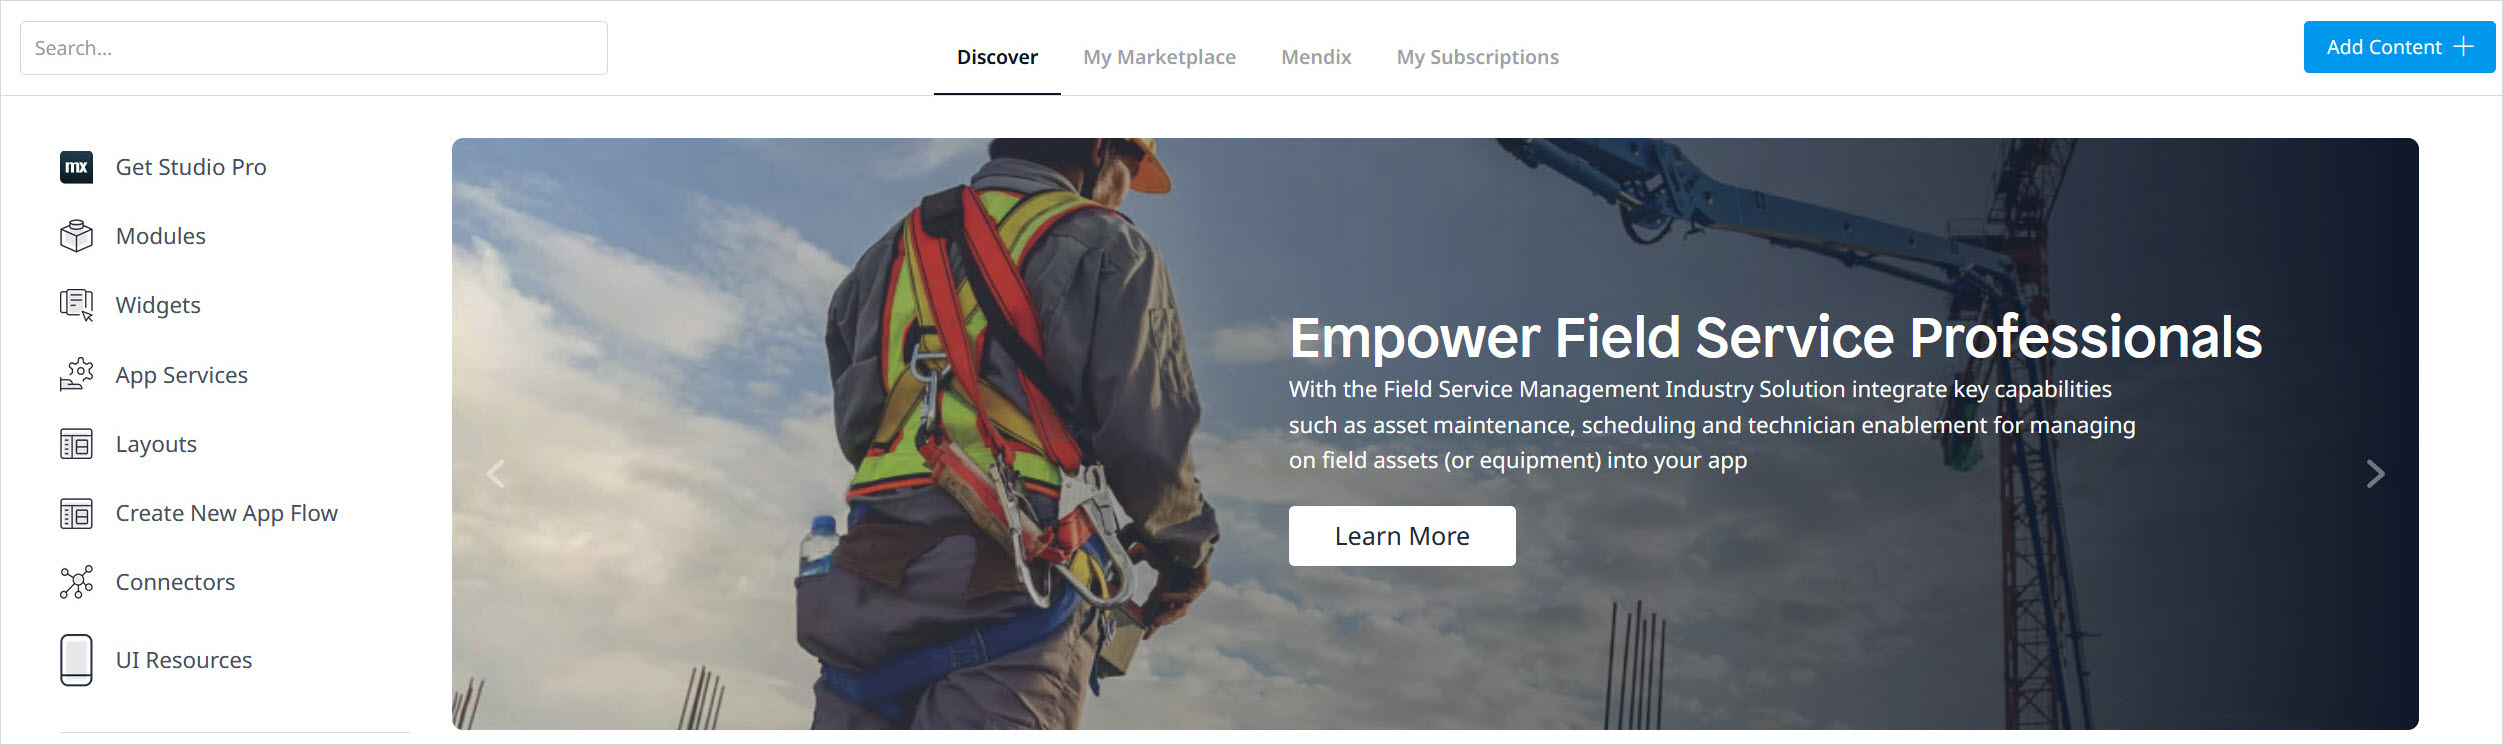 Search...
Discover
My Marketplace
Mendix
My Subscriptions
Add Content
mx
Get Studio Pro
Modules
Widgets
App Services
Layouts
Create New App Flow
Connectors
UI Resources
Empower Field Service Professionals
With the Field Service Management Industry Solution integrate key capabilities
such as asset maintenance, scheduling and technician enablement for managing
on field assets (or equipment) into your app
Learn More